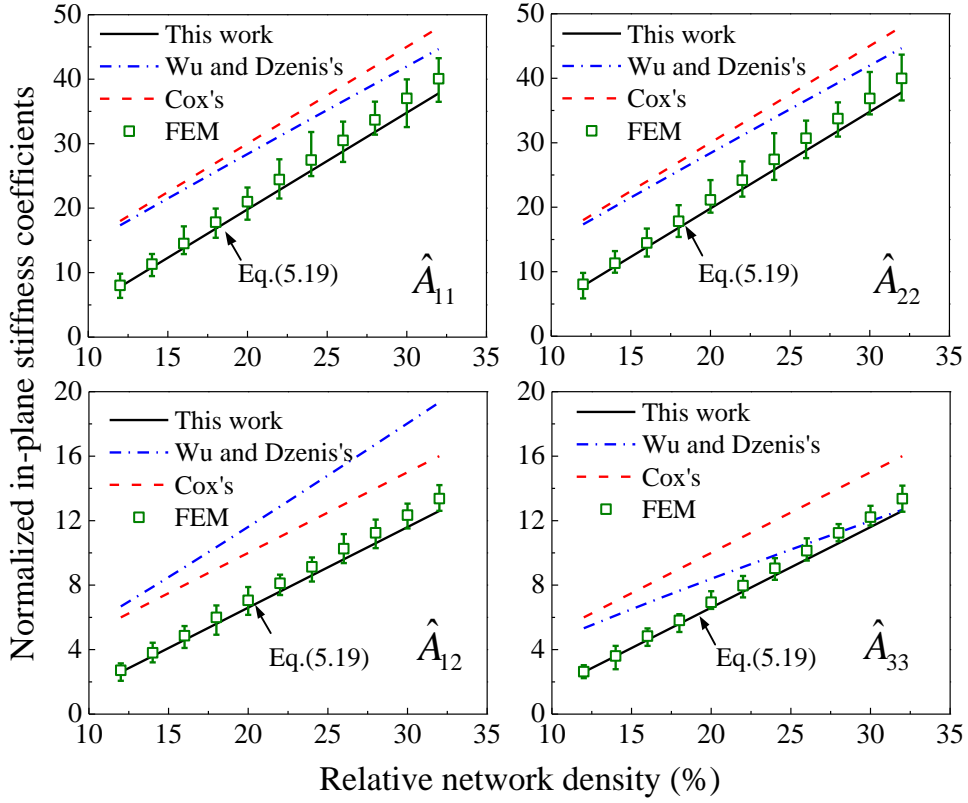 Normalized in-plane stiffness coefficients
50
40
30
20
10
0
This work
Wu and Dzenis's
Cox's
FEM
Eq.(5.19)
Â11
10 15 20 25 30 35
50
40
30
20
10
0
This work
Wu and Dzenis's
Cox's
FEM
Eq.(5.19)
Â22
10 15 20 25 30 35
20
16
12
8
4
0
This work
Wu and Dzenis's
Cox's
FEM
Eq.(5.19)
Â12
10 15 20 25 30 35
20
16
12
8
4
0
This work
Wu and Dzenis's
Cox's
FEM
Eq.(5.19)
Â33
10 15 20 25 30 35
Relative network density (%)